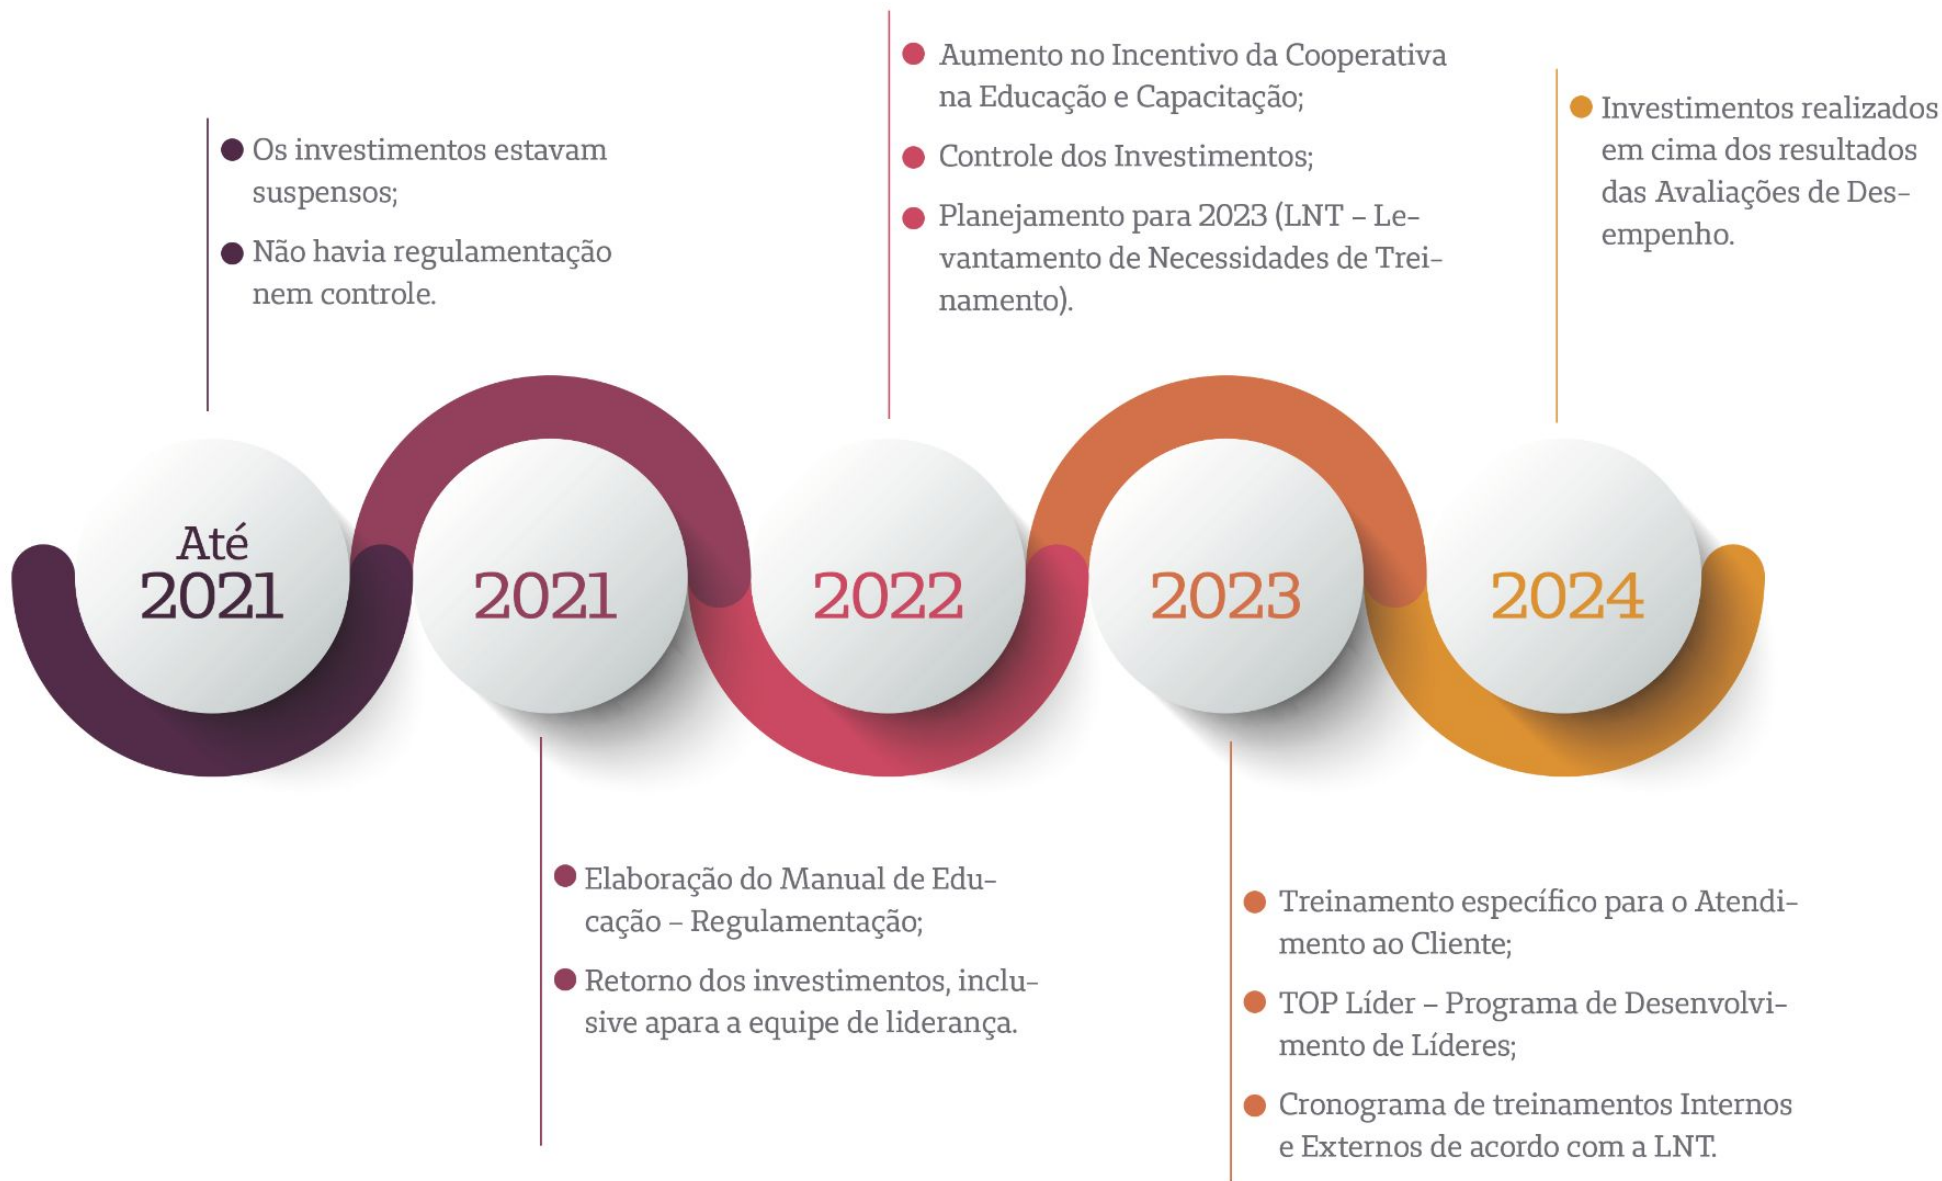 Até
2021
Os investimentos estavam
suspensos;
Não havia regulamentação
nem controle.
2021
Elaboração do Manual de Edu-
cação – Regulamentação;
Retorno dos investimentos, inclu-
sive apara a equipe de liderança.
2022
Aumento no Incentivo da Cooperativa
na Educação e Capacitação;
Controle dos Investimentos;
Planejamento para 2023 (LNT – Le-
vantamento de Necessidades de Trei-
namento).
2023
Treinamento específico para o Atendi-
mento ao Cliente;
TOP Líder – Programa de Desenvolvi-
mento de Líderes;
Cronograma de treinamentos Internos
e Externos de acordo com a LNT.
2024
Investimentos realizados
em cima dos resultados
das Avaliações de Des-
empenho.